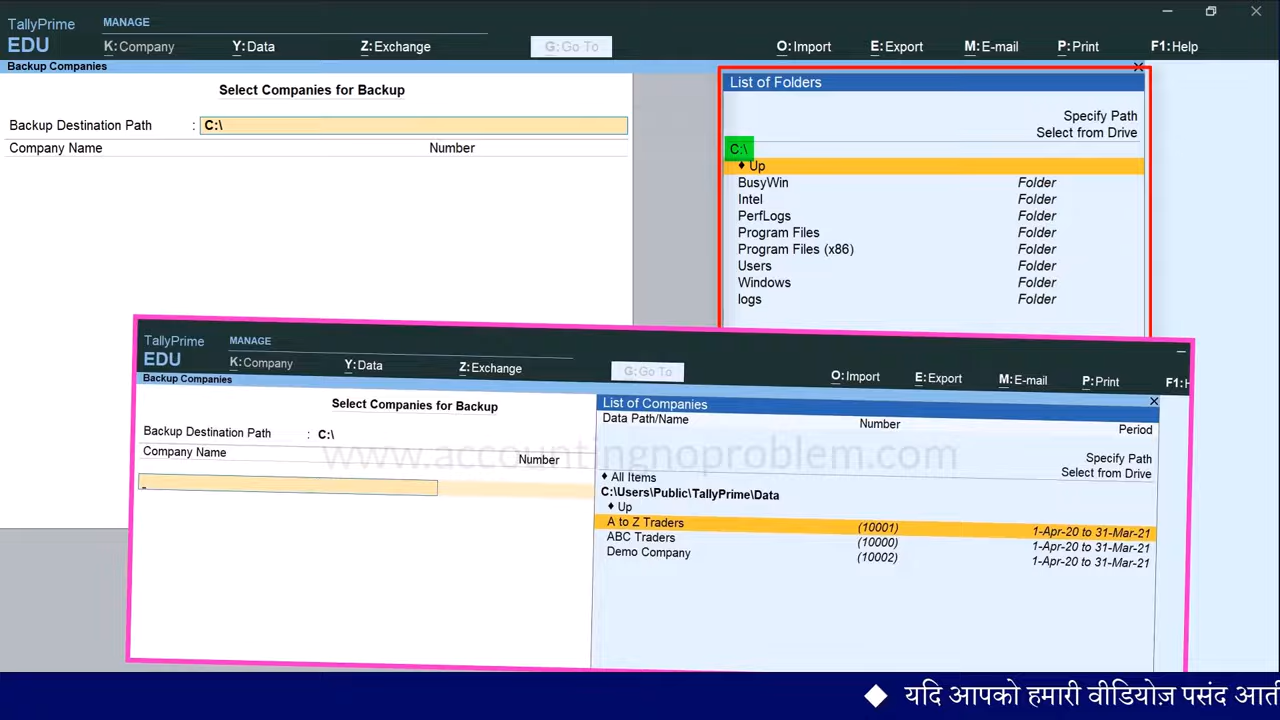 TallyPrime MANAGE
EDU K:Company Y:Data Z:Exchange G:Go To O:Import E:Export M:E-mail P:Print F1:Help
Backup Companies
Select Companies for Backup
Backup Destination Path : C:\
Company Name Number
List of Folders
Specify Path
Select from Drive
C:\
♦ Up
BusyWin Folder
Intel Folder
PerfLogs Folder
Program Files Folder
Program Files (x86) Folder
Users Folder
Windows Folder
logs Folder
TallyPrime MANAGE
EDU K:Company Y:Data Z:Exchange G:Go To O:Import E:Export M:E-mail P:Print F1:H
Backup Companies
Select Companies for Backup
Backup Destination Path : C:\
Company Name Number
List of Companies
Data Path/Name Number Period
www.accountingnoproblem.com
Specify Path
Select from Drive
♦ All Items
C:\Users\Public\TallyPrime\Data
♦ Up
A to Z Traders (10001) 1-Apr-20 to 31-Mar-21
ABC Traders (10000) 1-Apr-20 to 31-Mar-21
Demo Company (10002) 1-Apr-20 to 31-Mar-21
◆ यदि आपको हमारी वीडियोज़ पसंद आती